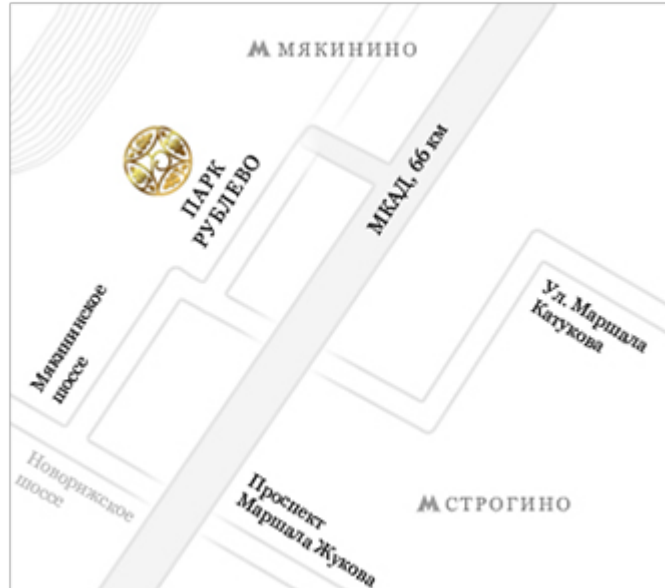 М МЯКИНИНО
МКАД, 66 км
ПАРК
РУБЛЕВО
Ул. Маршала
Катукова
Мякининское
шоссе
Новорижское
шоссе
Проспект
Маршала Жукова
М СТРОГИНО